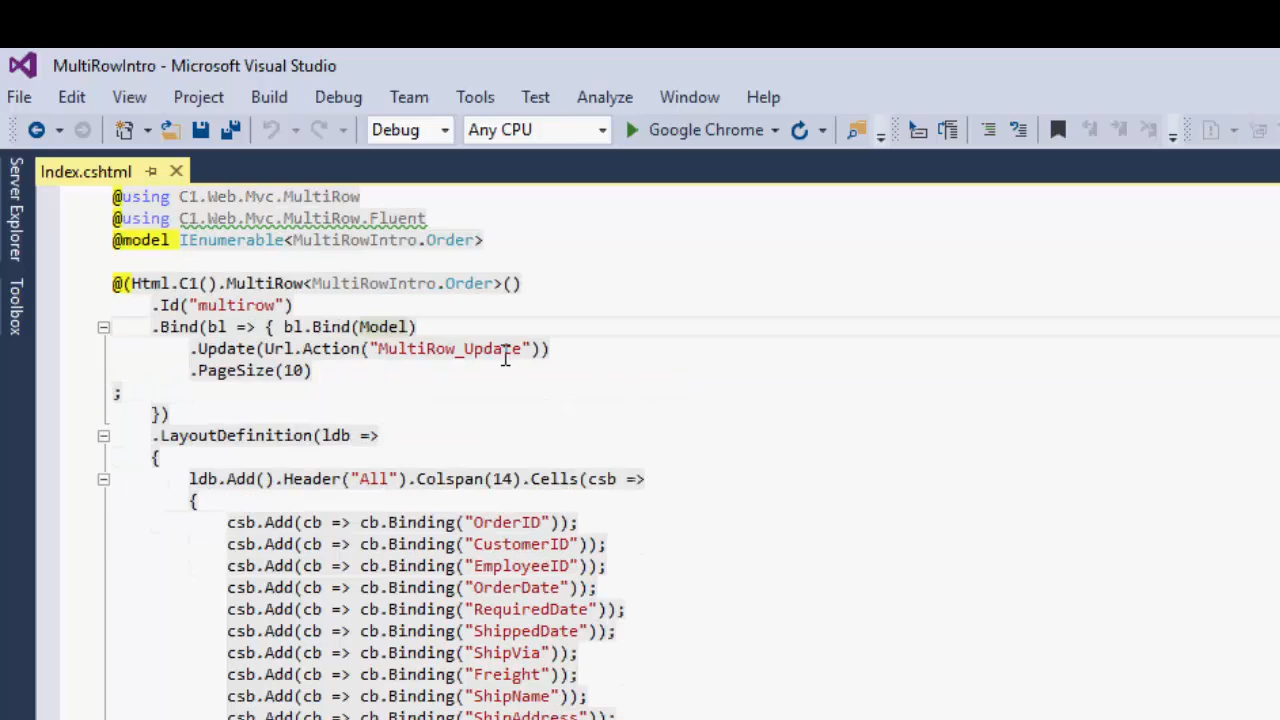 MultiRowIntro - Microsoft Visual Studio
File Edit View Project Build Debug Team Tools Test Analyze Window Help
Debug Any CPU Google Chrome
Server Explorer
Toolbox
Index.cshtml
@using C1.Web.Mvc.MultiRow
@using C1.Web.Mvc.MultiRow.Fluent
@model IEnumerable<MultiRowIntro.Order>
@(Html.C1().MultiRow<MultiRowIntro.Order>()
.Id("multirow")
.Bind(bl => { bl.Bind(Model)
.Update(Url.Action("MultiRow_Update"))
.PageSize(10)
;
})
.LayoutDefinition(ldb =>
{
ldb.Add().Header("All").Colspan(14).Cells(csb =>
{
csb.Add(cb => cb.Binding("OrderID"));
csb.Add(cb => cb.Binding("CustomerID"));
csb.Add(cb => cb.Binding("EmployeeID"));
csb.Add(cb => cb.Binding("OrderDate"));
csb.Add(cb => cb.Binding("RequiredDate"));
csb.Add(cb => cb.Binding("ShippedDate"));
csb.Add(cb => cb.Binding("ShipVia"));
csb.Add(cb => cb.Binding("Freight"));
csb.Add(cb => cb.Binding("ShipName"));
csb.Add(cb => cb.Binding("ShipAddress"));